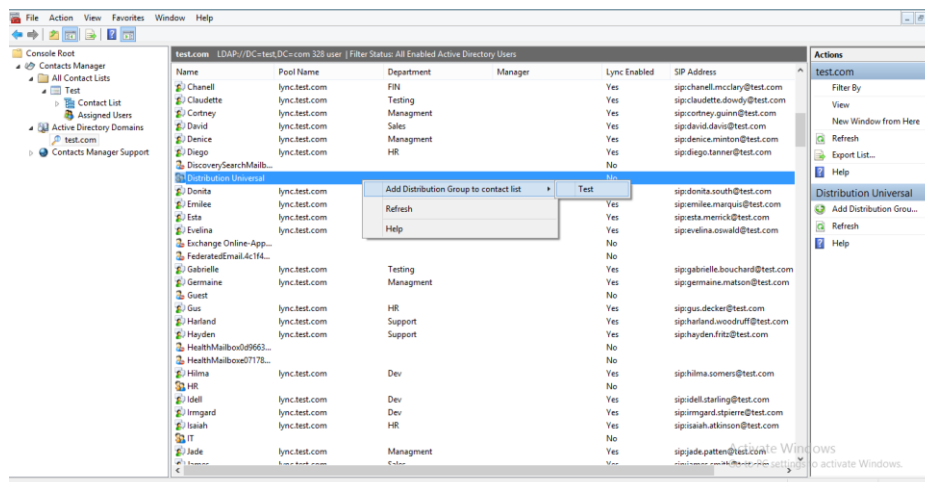 File Action View Favorites Window Help
Console Root
Contacts Manager
All Contact Lists
Test
Contact List
Assigned Users
Active Directory Domains
test.com
Contacts Manager Support
test.com LDAP://DC=test,DC=com 328 user | Filter Status: All Enabled Active Directory Users
Name Pool Name Department Manager Lync Enabled SIP Address
Chanell lync.test.com FIN Yes sip:chanell.mcclary@test.com
Claudette lync.test.com Testing Yes sip:claudette.dowdy@test.com
Cortney lync.test.com Managment Yes sip:cortney.guinn@test.com
David lync.test.com Sales Yes sip:david.davis@test.com
Denice lync.test.com Managment Yes sip:denice.minton@test.com
Diego lync.test.com HR Yes sip:diego.tanner@test.com
DiscoverySearchMailb... No
Distribution Universal No
Donita lync.test.com sip:donita.south@test.com
Emilee lync.test.com Yes sip:emilee.marquis@test.com
Esta lync.test.com Yes sip:esta.merrick@test.com
Evelina lync.test.com Yes sip:evelina.oswald@test.com
Exchange Online-App... No
FederatedEmail.4c1f4... No
Gabrielle lync.test.com Testing Yes sip:gabrielle.bouchard@test.com
Germaine lync.test.com Managment Yes sip:germaine.matson@test.com
Guest No
Gus lync.test.com HR Yes sip:gus.decker@test.com
Harland lync.test.com Support Yes sip:harland.woodruff@test.com
Hayden lync.test.com Support Yes sip:hayden.fritz@test.com
HealthMailbox0d9663... No
HealthMailboxe07178... No
Hilma lync.test.com Dev Yes sip:hilma.somers@test.com
HR No
Idell lync.test.com Dev Yes sip:idell.starling@test.com
Irmgard lync.test.com Dev Yes sip:irmgard.stpierre@test.com
Isaiah lync.test.com HR Yes sip:isaiah.atkinson@test.com
IT No
Jade lync.test.com Managment Yes sip:jade.patten@test.com
James lync.test.com Sales Yes
Add Distribution Group to contact list Test
Refresh
Help
Actions
test.com
Filter By
View
New Window from Here
Refresh
Export List...
Help
Distribution Universal
Add Distribution Grou...
Refresh
Help
Activate Windows
Go to PC settings to activate Windows.